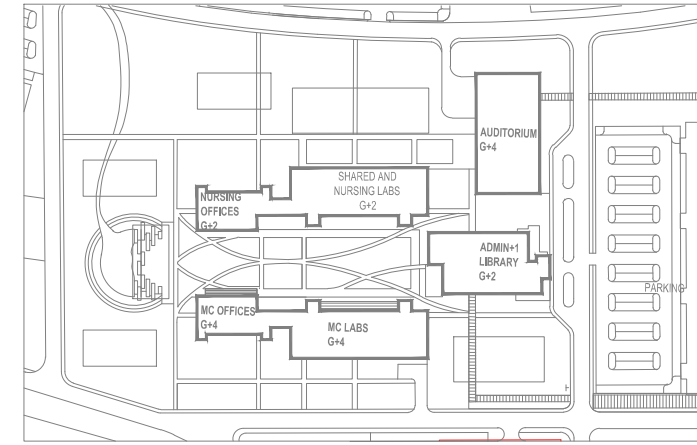 AUDITORIUM
G+4
SHARED AND
NURSING LABS
G+2
NURSING
OFFICES
G+2
ADMIN+1
LIBRARY
G+2
PARKING
MC OFFICES
G+4
MC LABS
G+4